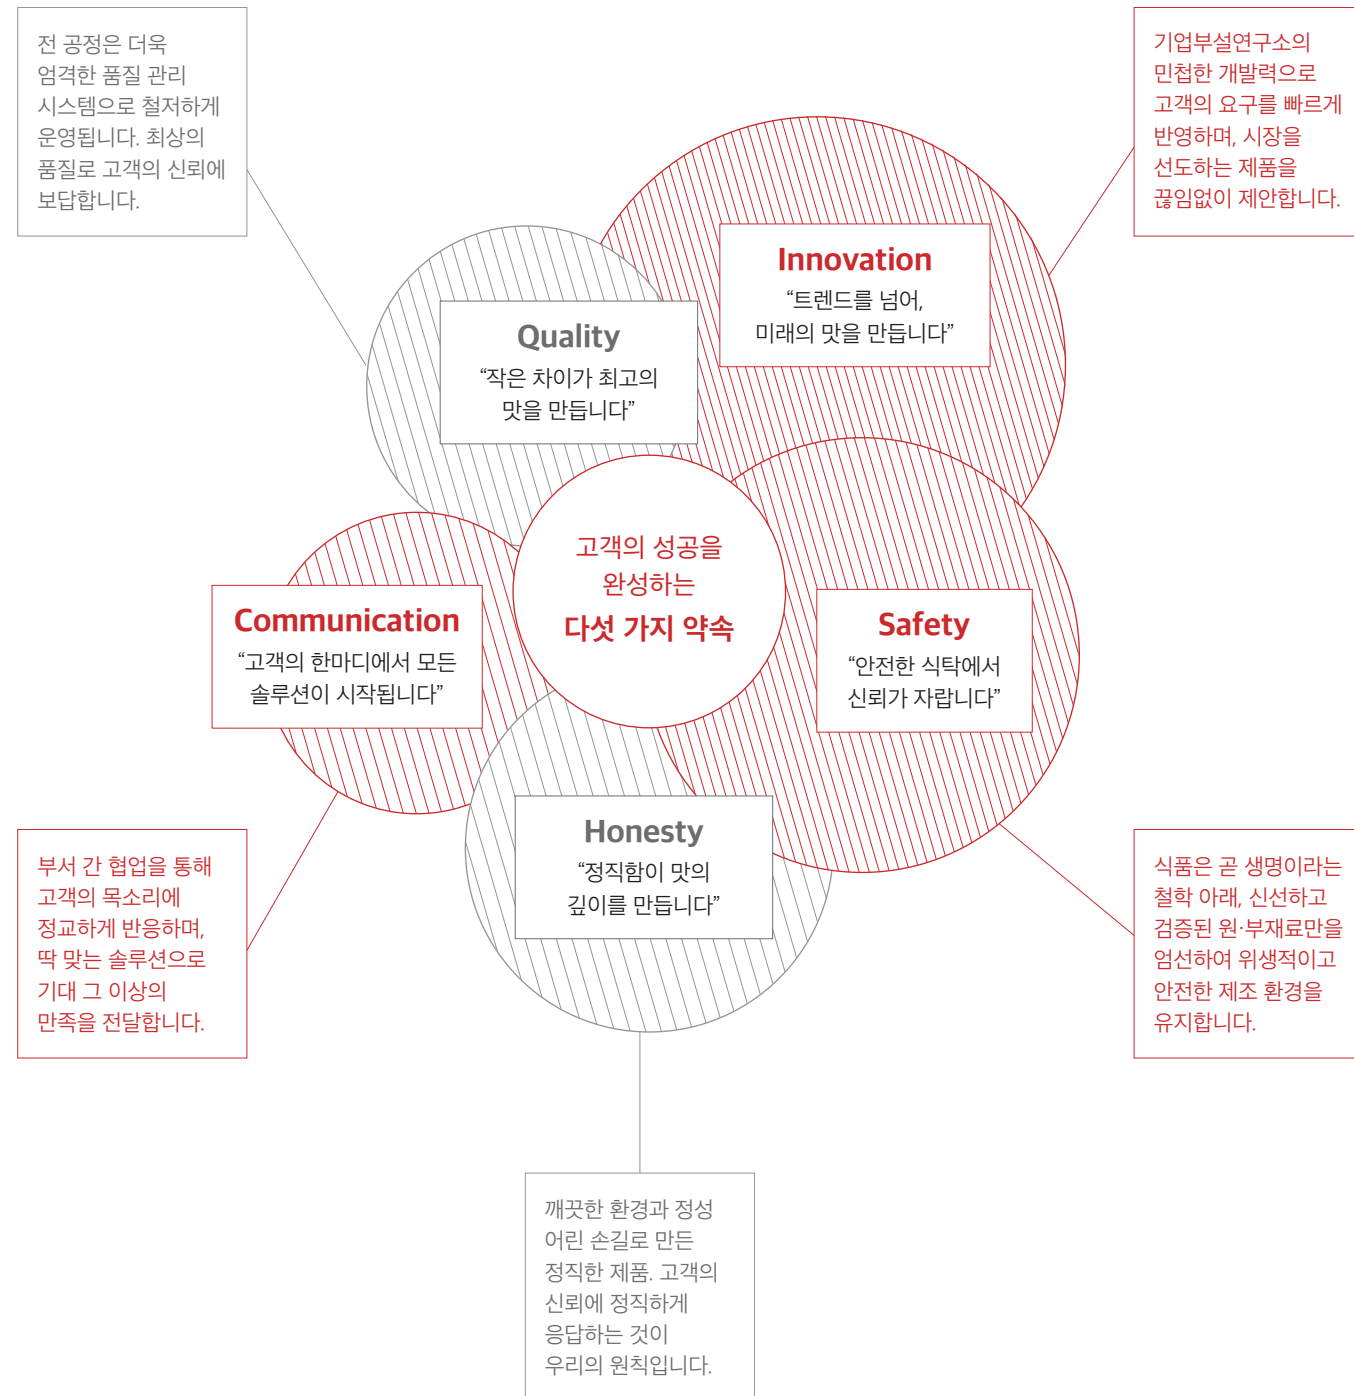 전 공정은 더욱
엄격한 품질 관리
시스템으로 철저하게
운영됩니다. 최상의
품질로 고객의 신뢰에
보답합니다.
기업부설연구소의
민첩한 개발력으로
고객의 요구를 빠르게
반영하며, 시장을
선도하는 제품을
끊임없이 제안합니다.
Innovation
“트렌드를 넘어,
미래의 맛을 만듭니다”
Quality
“작은 차이가 최고의
맛을 만듭니다”
고객의 성공을
완성하는
다섯 가지 약속
Communication
“고객의 한마디에서 모든
솔루션이 시작됩니다”
Safety
“안전한 식탁에서
신뢰가 자랍니다”
Honesty
“정직함이 맛의
깊이를 만듭니다”
부서 간 협업을 통해
고객의 목소리에
정교하게 반응하며,
딱 맞는 솔루션으로
기대 그 이상의
만족을 전달합니다.
식품은 곧 생명이라는
철학 아래, 신선하고
검증된 원·부재료만을
엄선하여 위생적이고
안전한 제조 환경을
유지합니다.
깨끗한 환경과 정성
어린 손길로 만든
정직한 제품. 고객의
신뢰에 정직하게
응답하는 것이
우리의 원칙입니다.